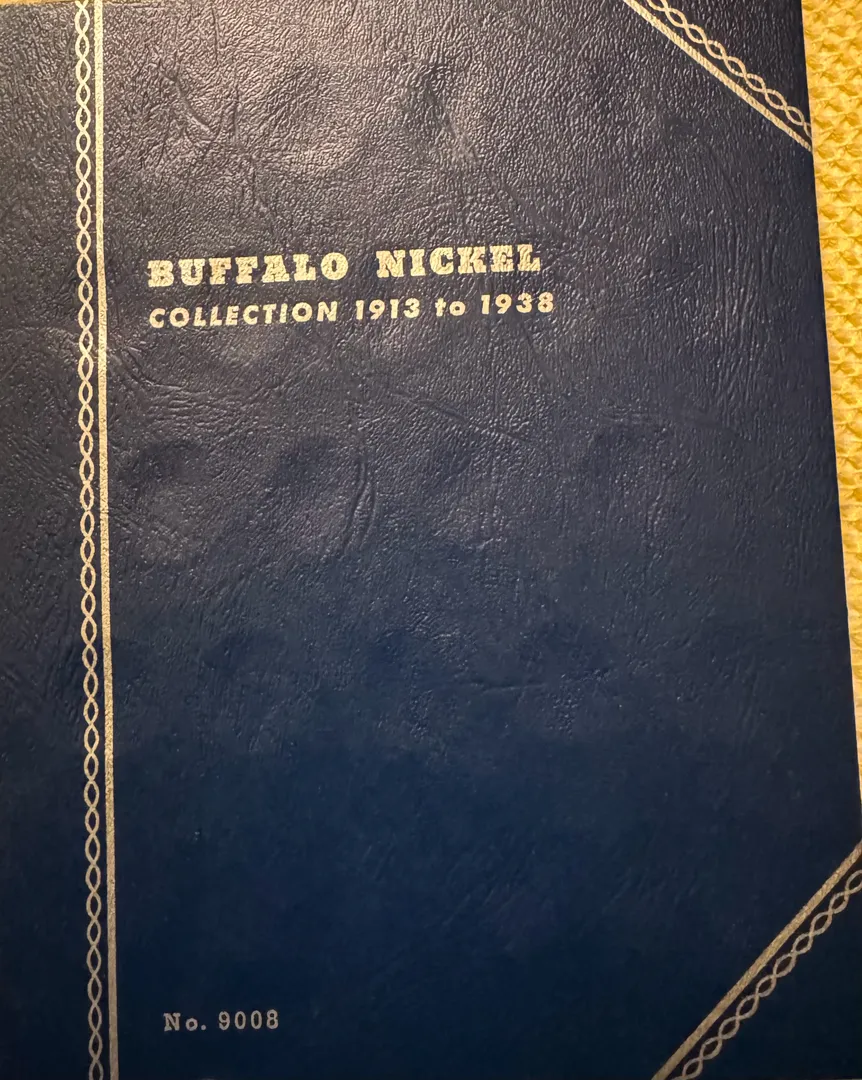 BUFFALO NICKEL
COLLECTION 1913 to 1938
No. 9008